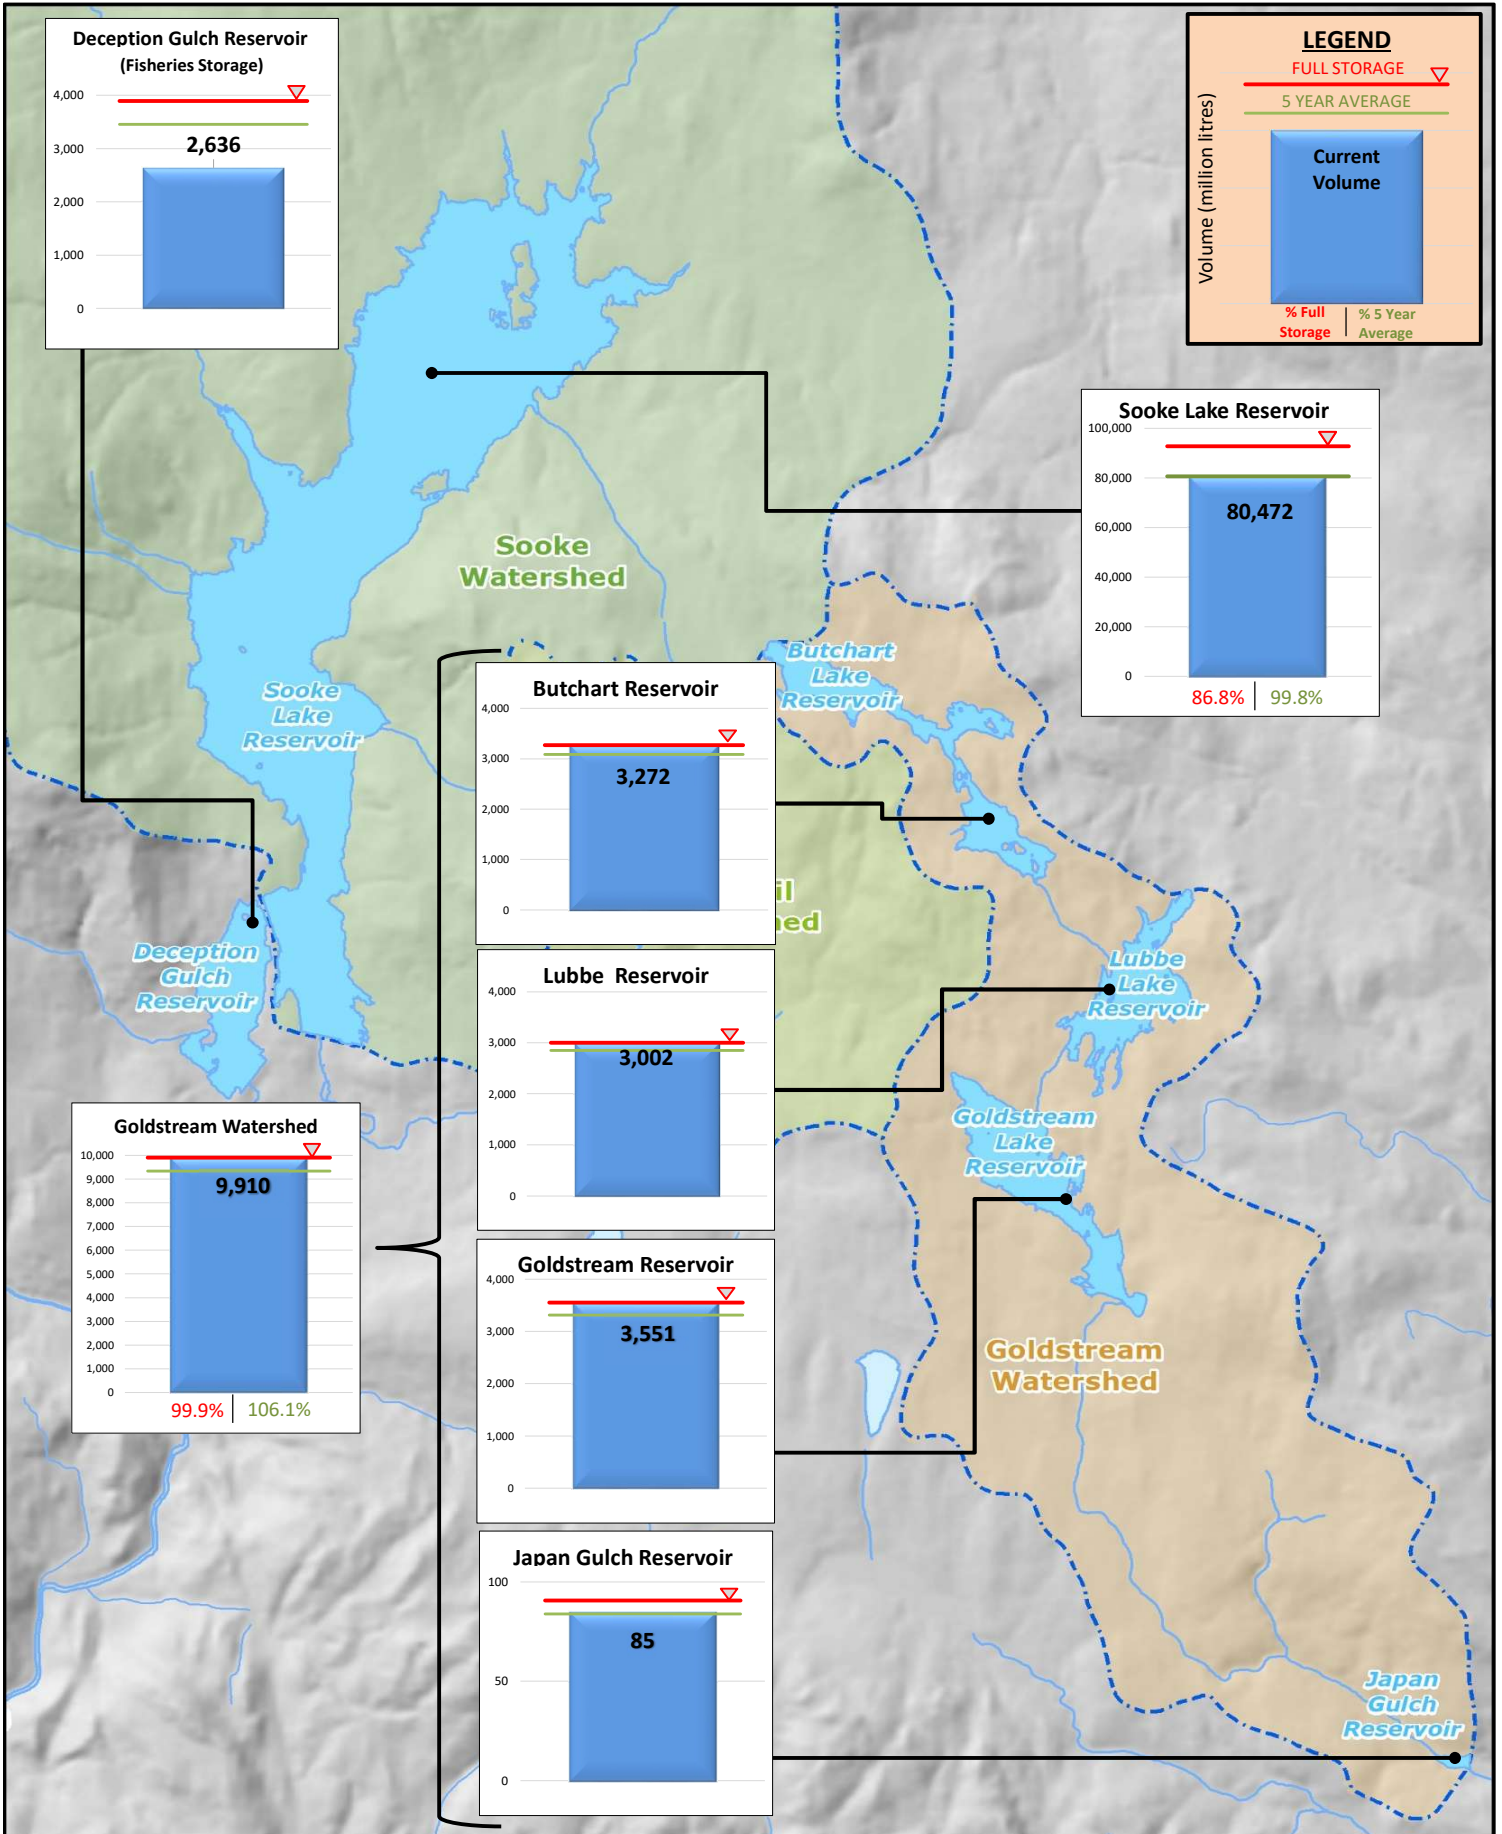 Deception Gulch Reservoir
(Fisheries Storage)
4,000
3,000
2,000
1,000
0
2,636
LEGEND
FULL STORAGE
5 YEAR AVERAGE
Current
Volume
Volume (million litres)
% Full
Storage
% 5 Year
Average
Sooke Lake Reservoir
100,000
80,000
60,000
40,000
20,000
0
80,472
86.8%
99.8%
Sooke
Watershed
Sooke
Lake
Reservoir
Butchart
Lake
Reservoir
Butchart Reservoir
4,000
3,000
2,000
1,000
0
3,272
il
ned
Deception
Gulch
Reservoir
Lubbe Reservoir
4,000
3,000
2,000
1,000
0
3,002
Lubbe
Lake
Reservoir
Goldstream Watershed
10,000
9,000
8,000
7,000
6,000
5,000
4,000
3,000
2,000
1,000
0
9,910
99.9%
106.1%
Goldstream
Lake
Reservoir
Goldstream Reservoir
4,000
3,000
2,000
1,000
0
3,551
Goldstream
Watershed
Japan Gulch Reservoir
100
50
0
85
Japan
Gulch
Reservoir